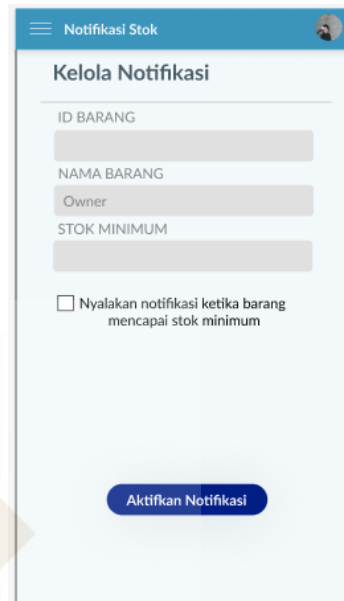 Notifikasi Stok
Kelola Notifikasi
ID BARANG
NAMA BARANG
Owner
STOK MINIMUM
Nyalakan notifikasi ketika barang
mencapai stok minimum
Aktifkan Notifikasi